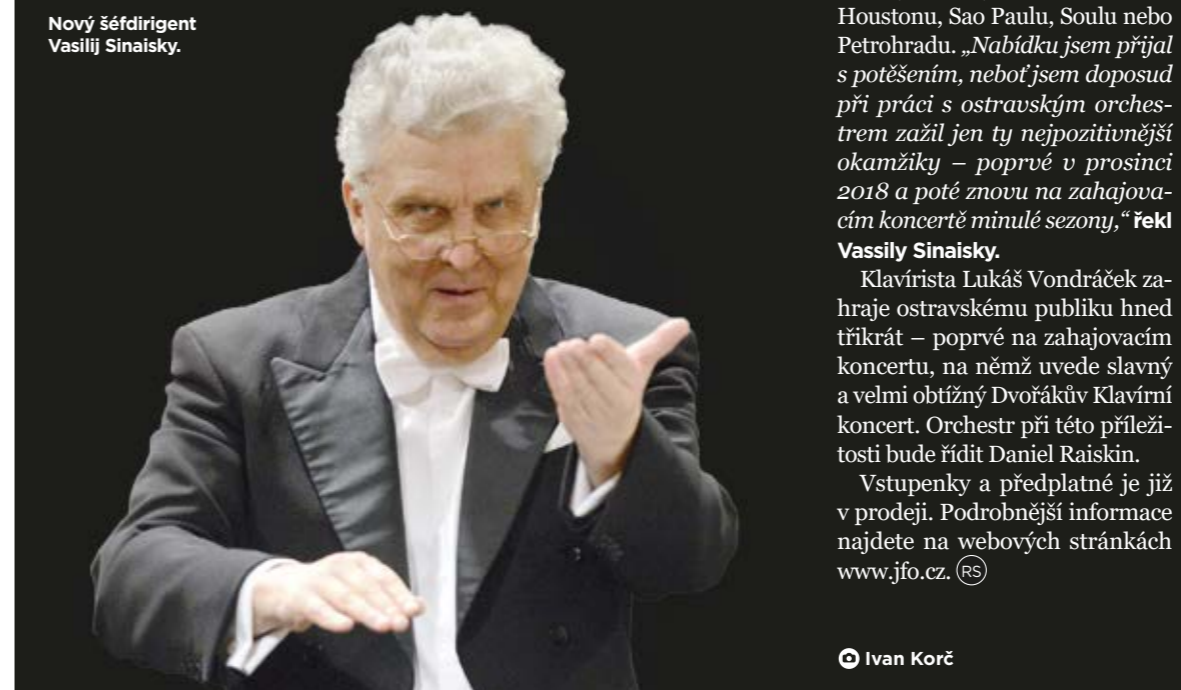 Nový šéfdirigent
Vasilij Sinaisky.
Houstonu, Sao Paulu, Soulu nebo
Petrohradu. „Nabídku jsem přijal
s potěšením, neboť jsem doposud
při práci s ostravským orches-
trem zažil jen ty nejpozitivnější
okamžiky – poprvé v prosinci
2018 a poté znovu na zahajova-
cím koncertě minulé sezony,“ řekl
Vassily Sinaisky.
Klavírista Lukáš Vondráček za-
hraje ostravskému publiku hned
třikrát – poprvé na zahajovacím
koncertu, na němž uvede slavný
a velmi obtížný Dvořákův Klavírní
koncert. Orchestr při této příleži-
tosti bude řídit Daniel Raiskin.
Vstupenky a předplatné je již
v prodeji. Podrobnější informace
najdete na webových stránkách
www.jfo.cz. RS
Ivan Korč